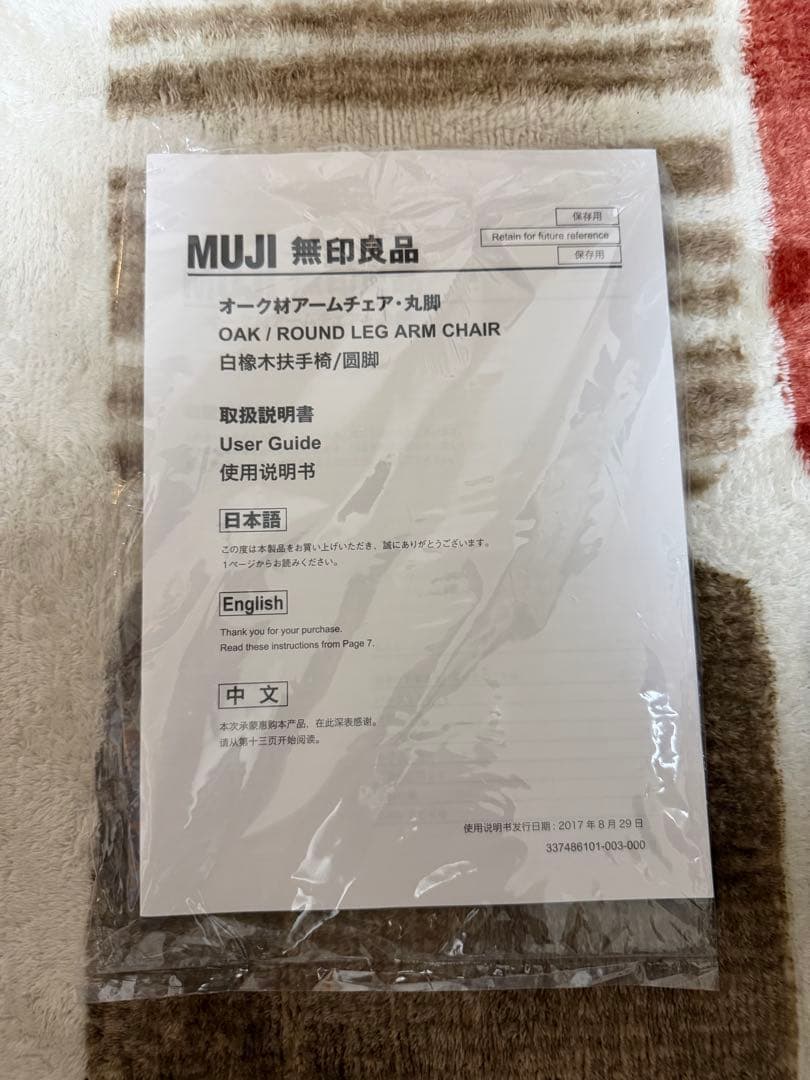 保存用
Retain for future reference
保存用
MUJI 無印良品
オーク材アームチェア・丸脚
OAK / ROUND LEG ARM CHAIR
白橡木扶手椅/圆脚
取扱説明書
User Guide
使用说明书
日本語
この度は本製品をお買い上げいただき、誠にありがとうございます。
1ページからお読みください。
English
Thank you for your purchase.
Read these instructions from Page 7.
中 文
本次承蒙惠购本产品，在此深表感谢。
请从第十三页开始阅读。
使用说明书发行日期 : 2017 年 8 月 29 日
337486101-003-000